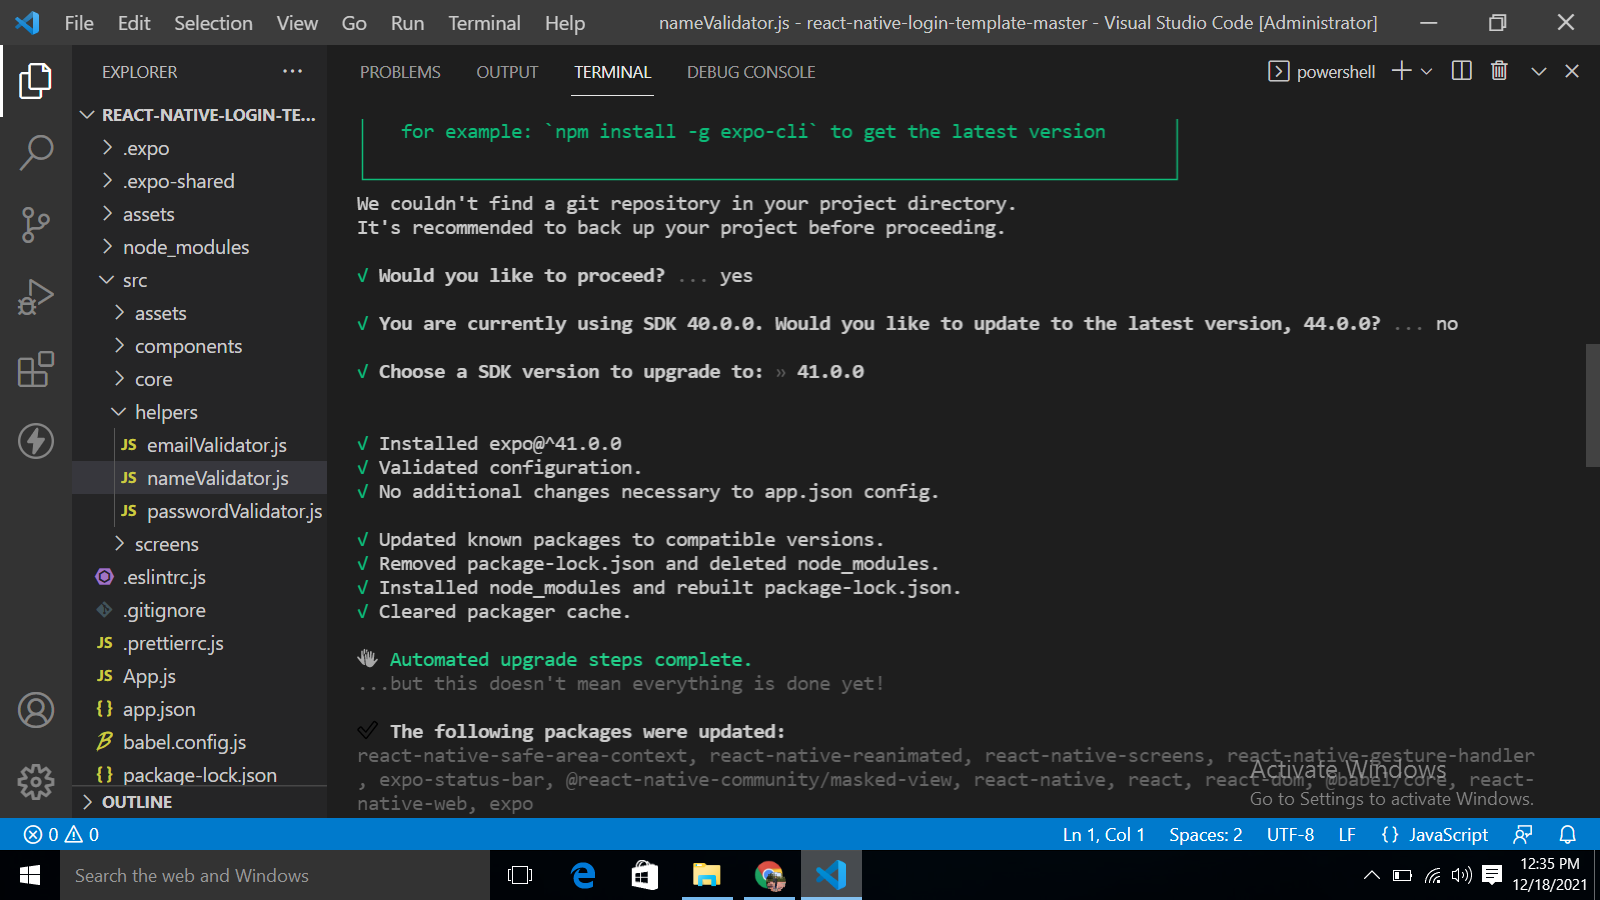 File Edit Selection View Go Run Terminal Help nameValidator.js - react-native-login-template-master - Visual Studio Code [Administrator]
EXPLORER
REACT-NATIVE-LOGIN-TE...
.expo
.expo-shared
assets
node_modules
src
assets
components
core
helpers
JS emailValidator.js
JS nameValidator.js
JS passwordValidator.js
screens
.eslintrc.js
.gitignore
JS .prettierrc.js
JS App.js
{} app.json
babel.config.js
{} package-lock.json
OUTLINE
PROBLEMS OUTPUT TERMINAL DEBUG CONSOLE powershell
for example: `npm install -g expo-cli` to get the latest version
We couldn't find a git repository in your project directory.
It's recommended to back up your project before proceeding.
√ Would you like to proceed? ... yes
√ You are currently using SDK 40.0.0. Would you like to update to the latest version, 44.0.0? ... no
√ Choose a SDK version to upgrade to: » 41.0.0
√ Installed expo@^41.0.0
√ Validated configuration.
√ No additional changes necessary to app.json config.
√ Updated known packages to compatible versions.
√ Removed package-lock.json and deleted node_modules.
√ Installed node_modules and rebuilt package-lock.json.
√ Cleared packager cache.
👋 Automated upgrade steps complete.
...but this doesn't mean everything is done yet!
✅ The following packages were updated:
react-native-safe-area-context, react-native-reanimated, react-native-screens, react-native-gesture-handler
, expo-status-bar, @react-native-community/masked-view, react-native, react, react-dom, @babel/core, react-
native-web, expo
Activate Windows
Go to Settings to activate Windows.
0 0 Ln 1, Col 1 Spaces: 2 UTF-8 LF {} JavaScript
Search the web and Windows
12:35 PM
12/18/2021